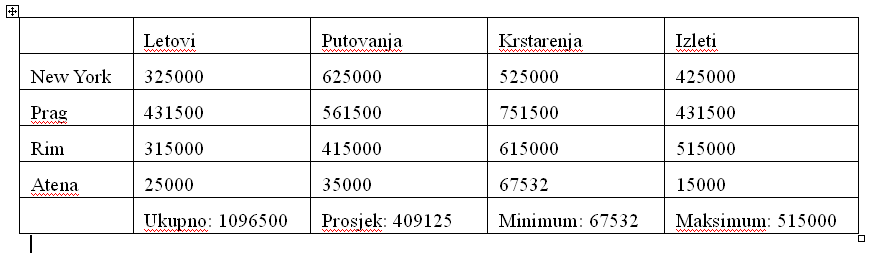 Letovi Putovanja Krstarenja Izleti
New York 325000 625000 525000 425000
Prag 431500 561500 751500 431500
Rim 315000 415000 615000 515000
Atena 25000 35000 67532 15000
Ukupno: 1096500 Prosjek: 409125 Minimum: 67532 Maksimum: 515000